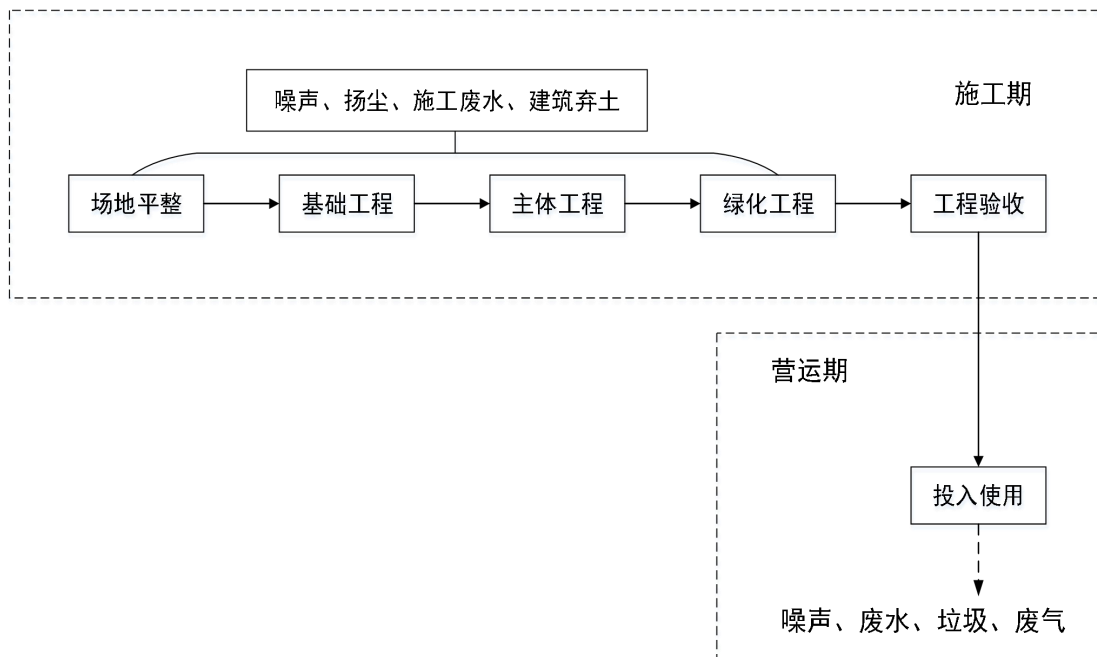 噪声、扬尘、施工废水、建筑弃土
施工期
场地平整
基础工程
主体工程
绿化工程
工程验收
营运期
投入使用
噪声、废水、垃圾、废气